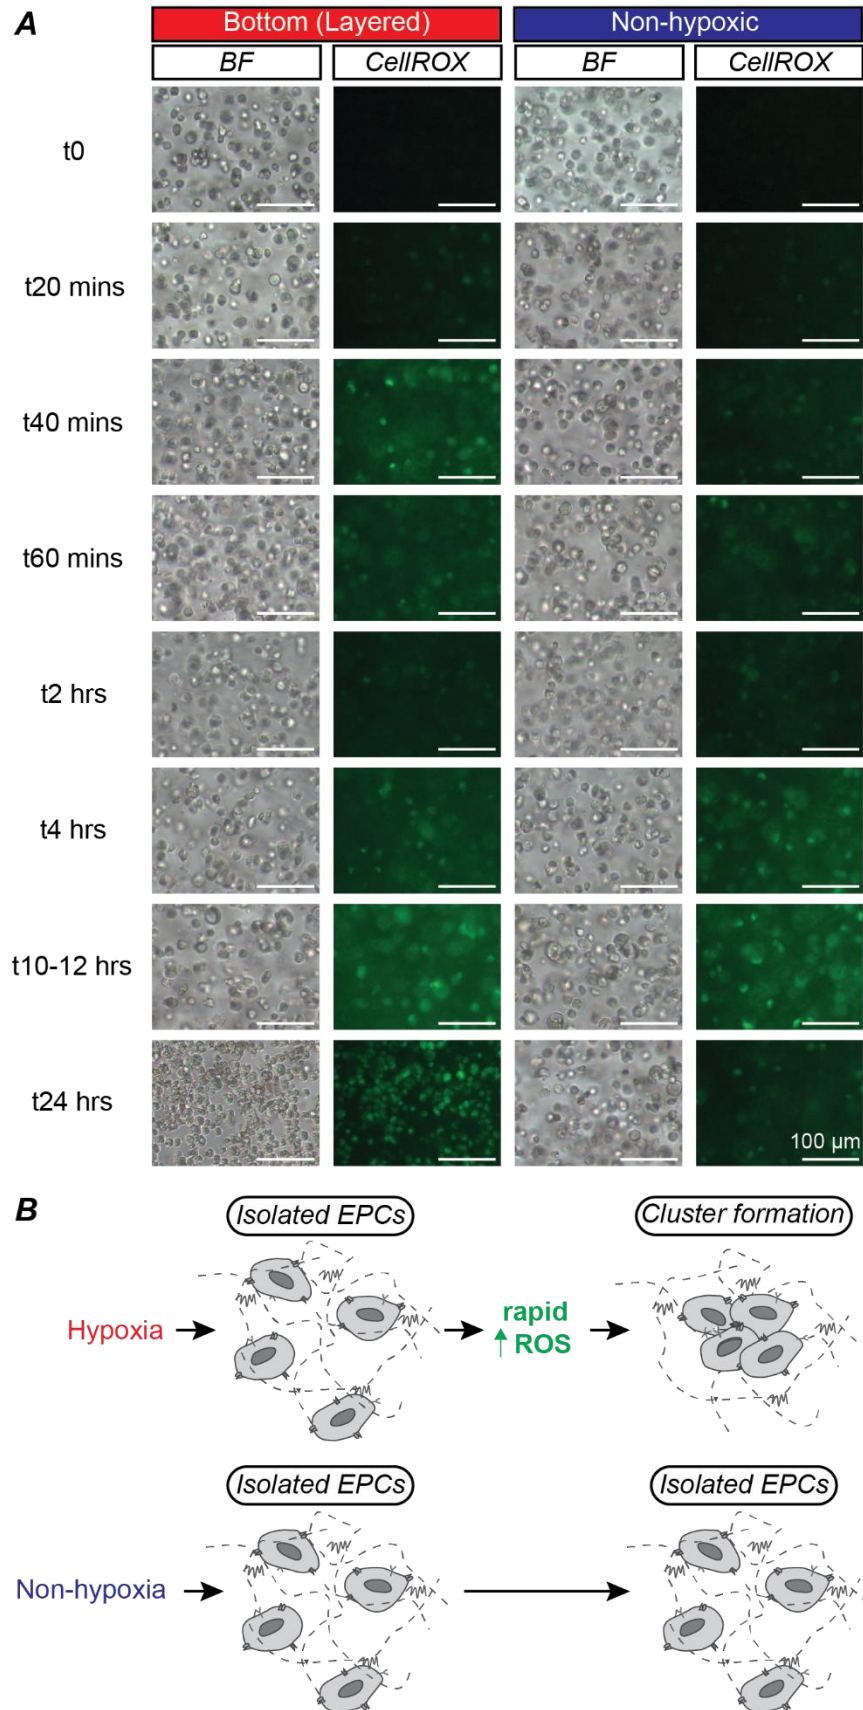 A
Bottom (Layered) Non-hypoxic
BF CellROX BF CellROX
t0
t20 mins
t40 mins
t60 mins
t2 hrs
t4 hrs
t10-12 hrs
t24 hrs
100 µm
B
Isolated EPCs Cluster formation
Hypoxia
rapid
↑ ROS
Isolated EPCs Isolated EPCs
Non-hypoxia